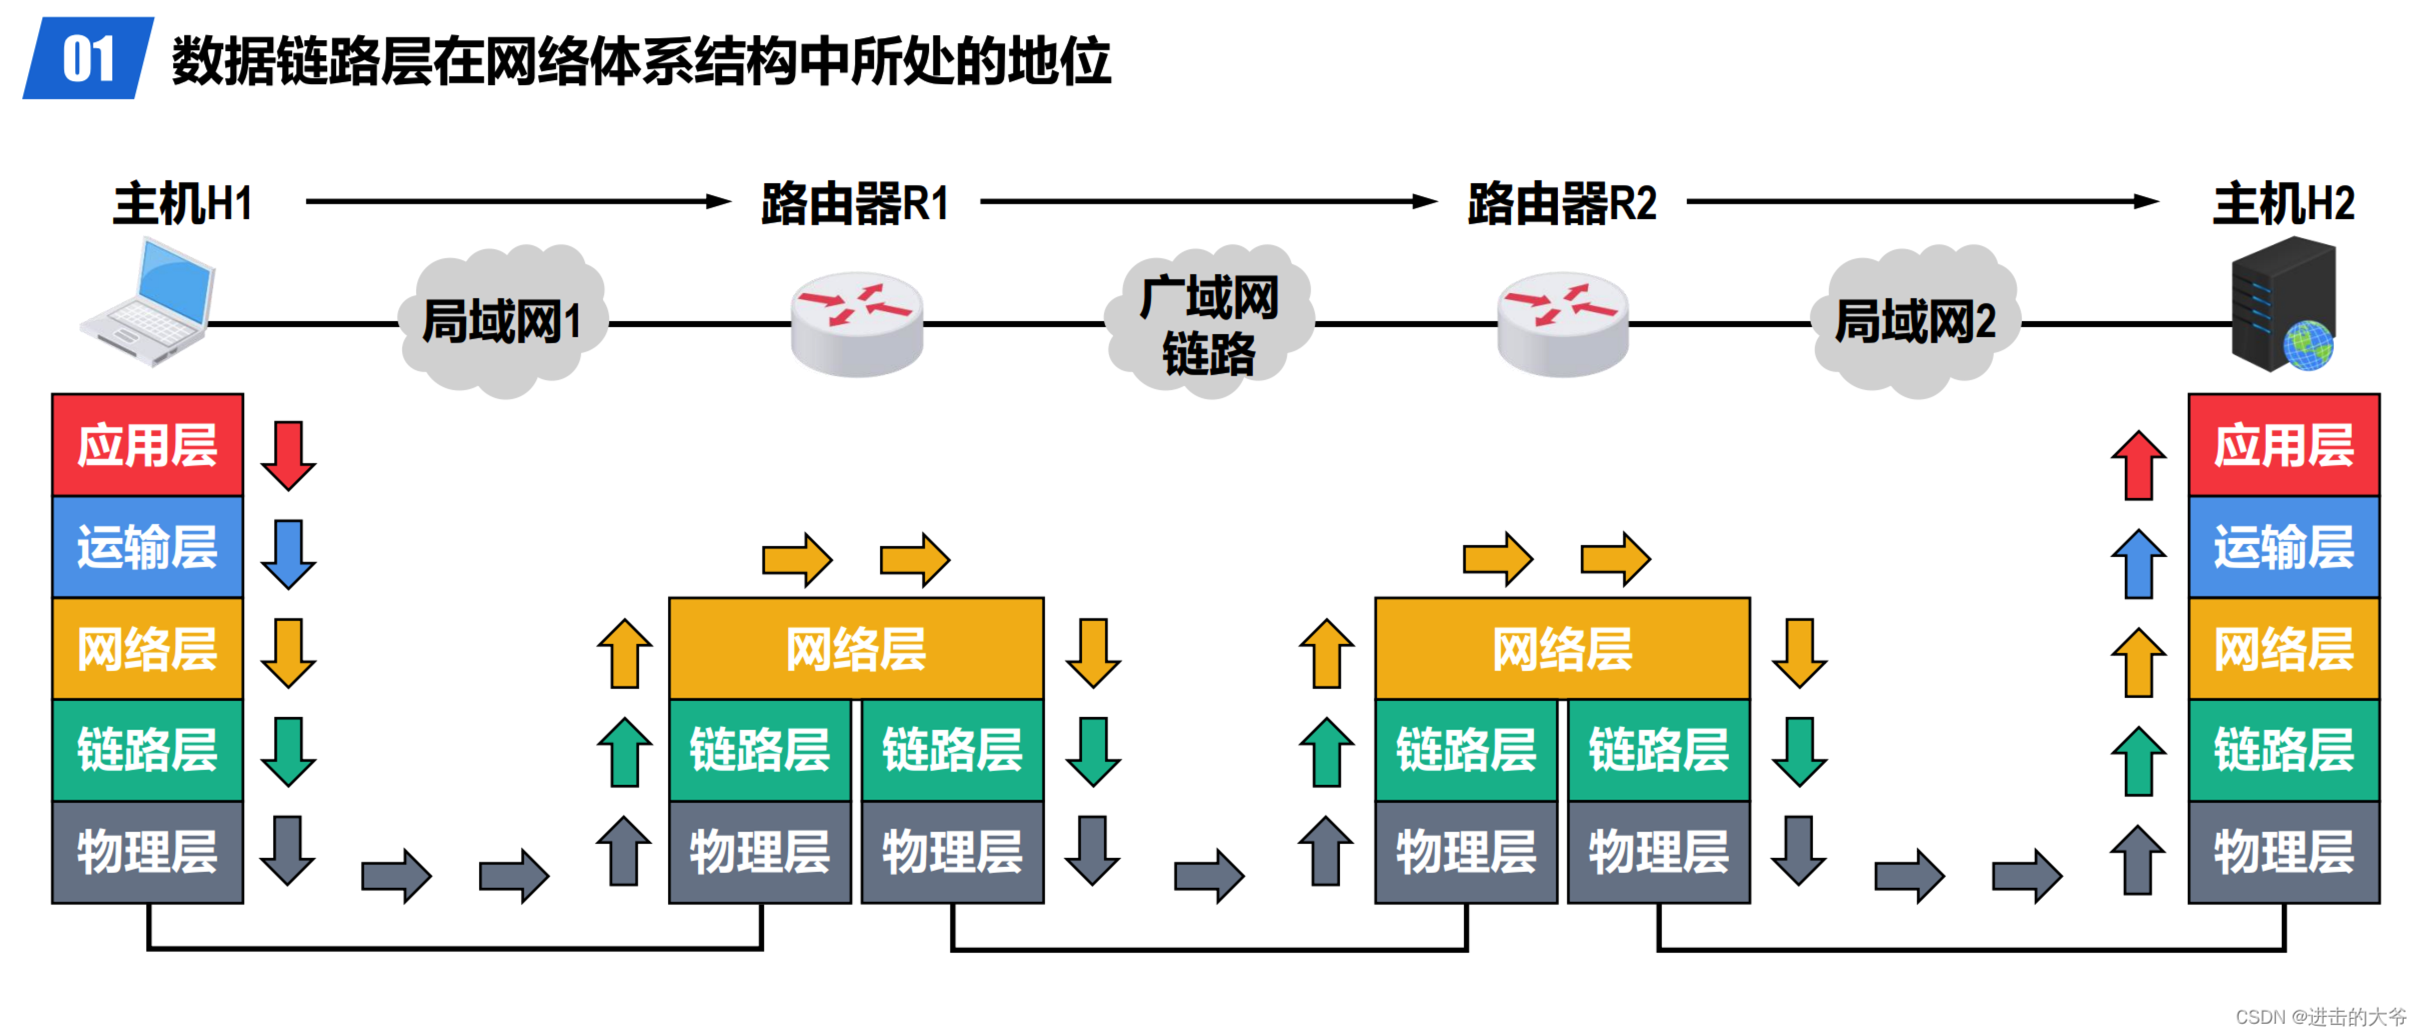 01 数据链路层在网络体系结构中所处的地位
主机H1 路由器R1 路由器R2 主机H2
局域网1 广域网链路 局域网2
应用层 应用层
运输层 运输层
网络层 网络层 网络层 网络层
链路层 链路层 链路层 链路层 链路层 链路层
物理层 物理层 物理层 物理层 物理层 物理层
CSDN @进击的大爷